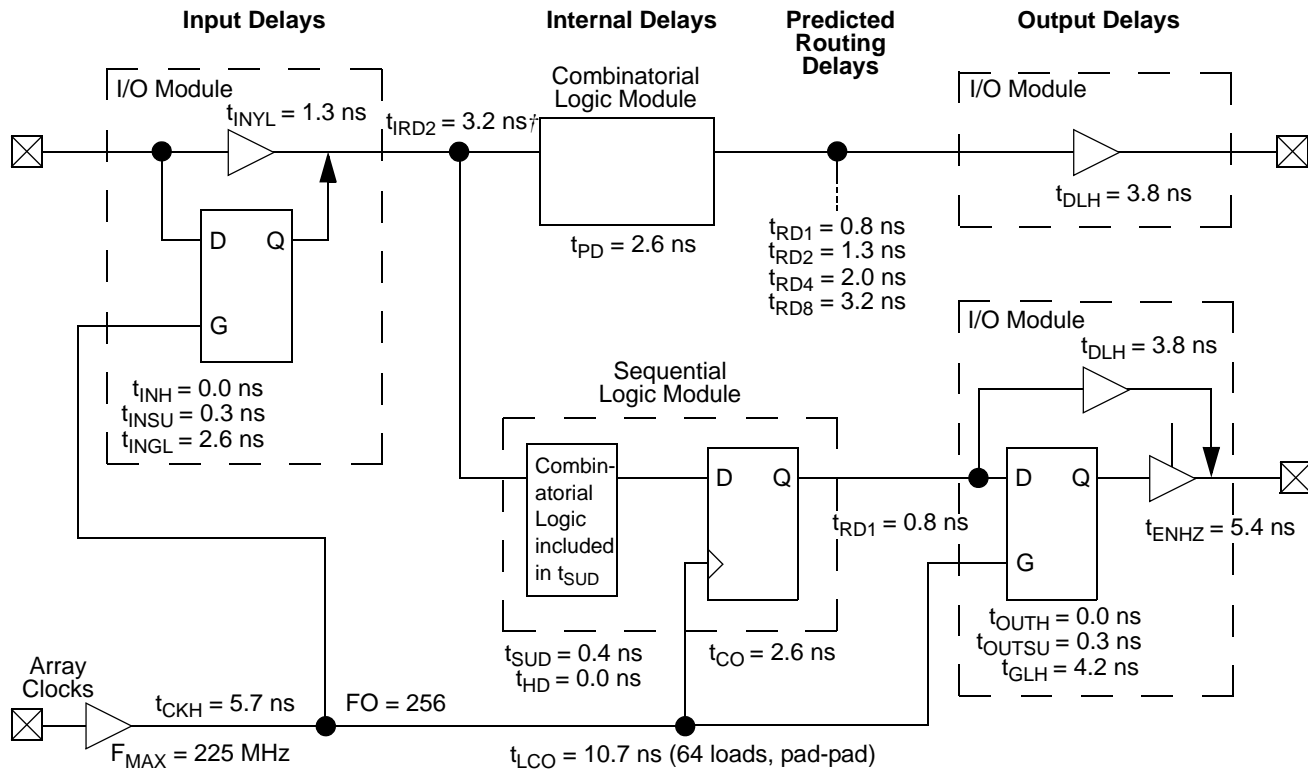 Input Delays
Internal Delays
Predicted
Routing
Delays
Output Delays
I/O Module
tINYL = 1.3 ns
tIRD2 = 3.2 ns†
Combinatorial
Logic Module
tPD = 2.6 ns
tRD1 = 0.8 ns
tRD2 = 1.3 ns
tRD4 = 2.0 ns
tRD8 = 3.2 ns
I/O Module
tDLH = 3.8 ns
D Q
G
tINH = 0.0 ns
tINSU = 0.3 ns
tINGL = 2.6 ns
Sequential
Logic Module
Combin-
atorial
Logic
included
in tSUD
D Q
tSUD = 0.4 ns
tHD = 0.0 ns
tCO = 2.6 ns
tRD1 = 0.8 ns
I/O Module
tDLH = 3.8 ns
D Q
G
tENHZ = 5.4 ns
tOUTH = 0.0 ns
tOUTSU = 0.3 ns
tGLH = 4.2 ns
Array
Clocks
tCKH = 5.7 ns
FO = 256
FMAX = 225 MHz
tLCO = 10.7 ns (64 loads, pad-pad)